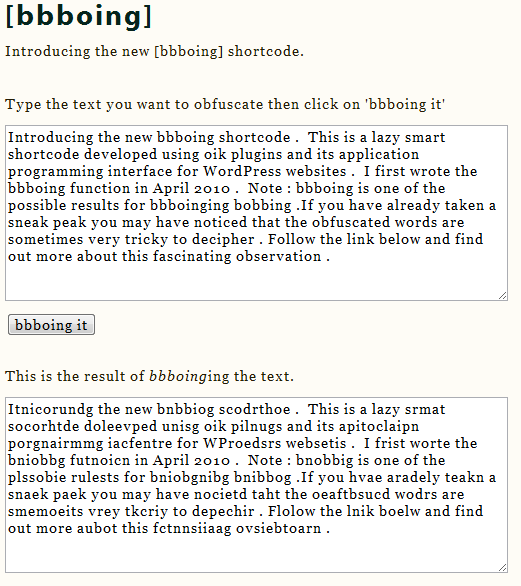 [bbboing]
Introducing the new [bbboing] shortcode.
Type the text you want to obfuscate then click on 'bbboing it'
Introducing the new bbboing shortcode .  This is a lazy smart
shortcode developed using oik plugins and its application
programming interface for WordPress websites .  I first wrote the
bbboing function in April 2010 .  Note : bbboing is one of the
possible results for bbboinging bobbing .If you have already taken a
sneak peak you may have noticed that the obfuscated words are
sometimes very tricky to decipher . Follow the link below and find
out more about this fascinating observation .
bbboing it
This is the result of bbboinging the text.
Itnicorundg the new bnbbiog scodrthoe .  This is a lazy srmat
socorhtde doleevped unisg oik pilnugs and its apitoclaipn
porgnairmmg iacfentre for WProedsrs websetis .  I frist worte the
bniobbg futnoicn in April 2010 .  Note : bnobbig is one of the
plssobie rulests for bniobgnibg bnibbog .If you hvae aradely teakn a
snaek paek you may have nocietd taht the oeaftbsucd wodrs are
smemoeits vrey tkcriy to depechir . Flolow the lnik boelw and find
out more aubot this fctnnsiiaag ovsiebtoarn .